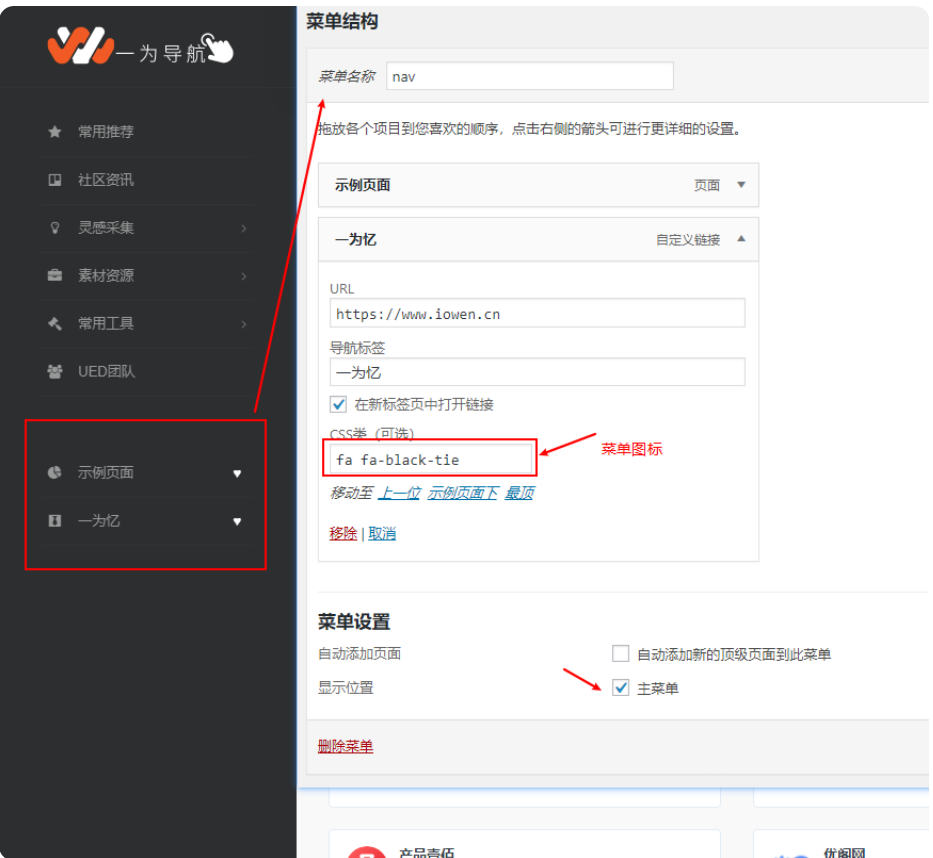 一为导航
常用推荐
社区资讯
灵感采集
素材资源
常用工具
UED团队
示例页面
一为忆
菜单结构
菜单名称 nav
拖放各个项目到您喜欢的顺序，点击右侧的箭头可进行更详细的设置。
示例页面 页面
一为忆 自定义链接
URL
https://www.iowen.cn
导航标签
一为忆
在新标签页中打开链接
CSS类（可选）
fa fa-black-tie
菜单图标
移动至 上一位 示例页面下 最顶
移除 | 取消
菜单设置
自动添加页面 自动添加新的顶级页面到此菜单
显示位置 主菜单
删除菜单
产品壹佰 优阁网